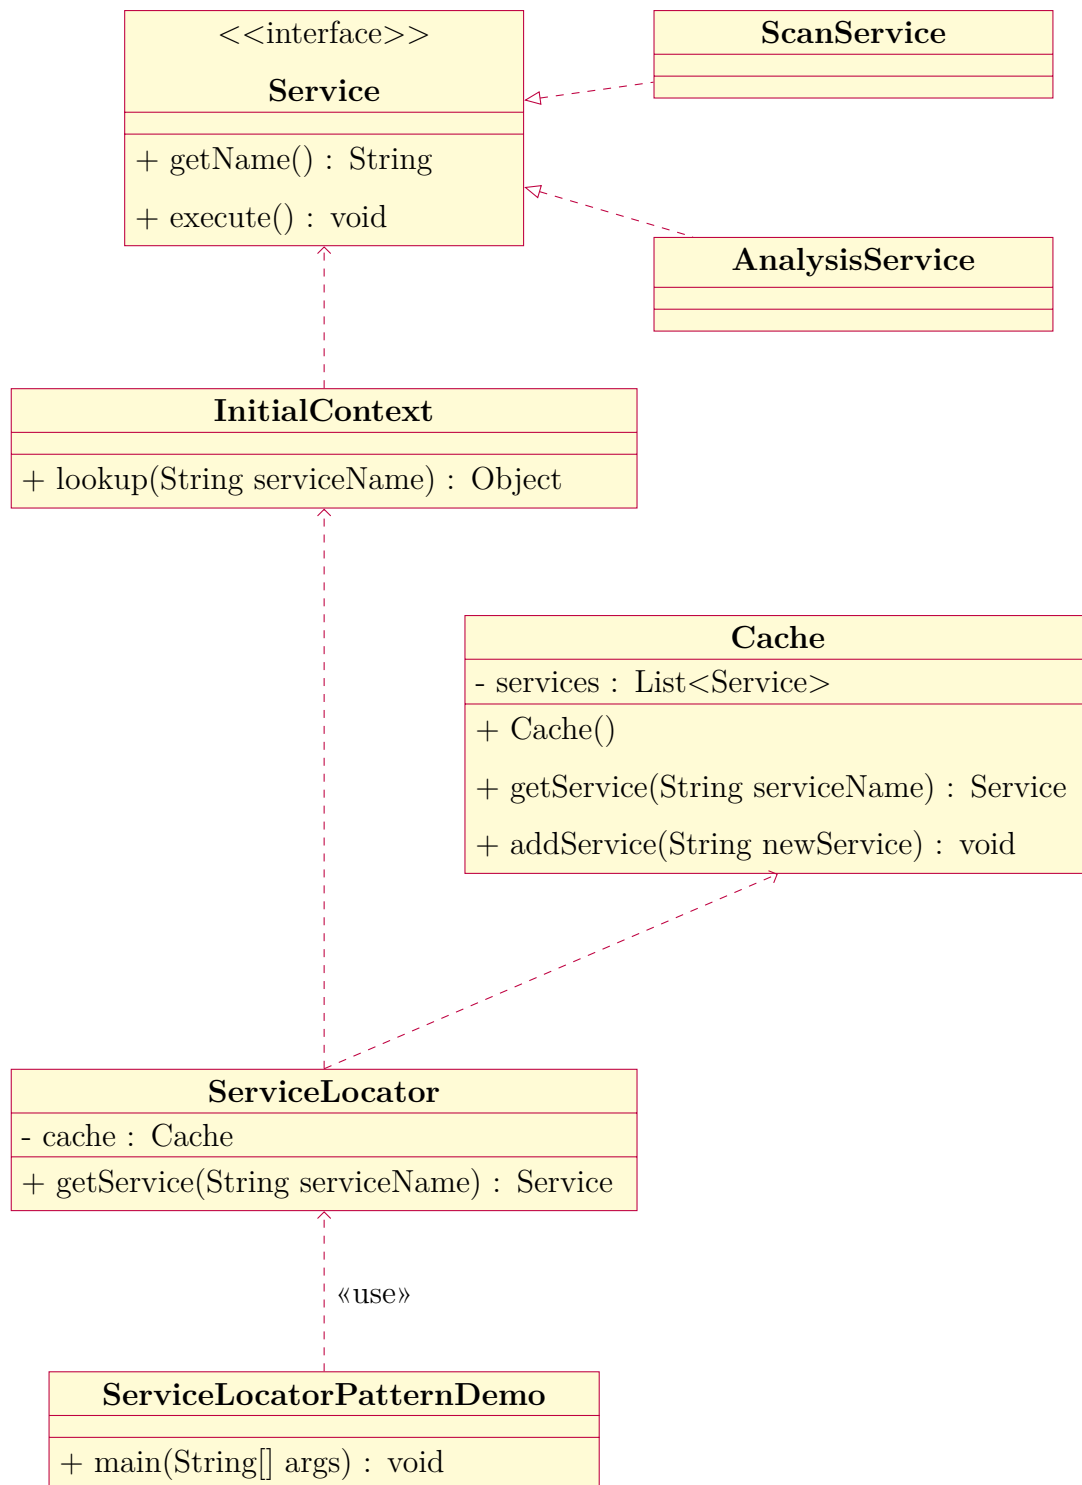 <<interface>>
Service
+ getName() : String
+ execute() : void
ScanService
AnalysisService
InitialContext
+ lookup(String serviceName) : Object
Cache
- services : List<Service>
+ Cache()
+ getService(String serviceName) : Service
+ addService(String newService) : void
ServiceLocator
- cache : Cache
+ getService(String serviceName) : Service
«use»
ServiceLocatorPatternDemo
+ main(String[] args) : void